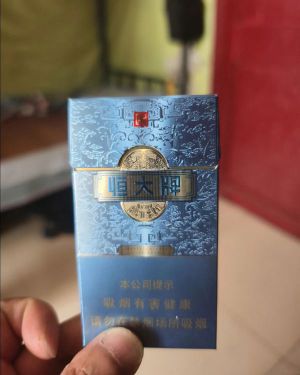 恒大牌
本公司提示
吸烟有害健康
请勿在禁烟场所吸烟